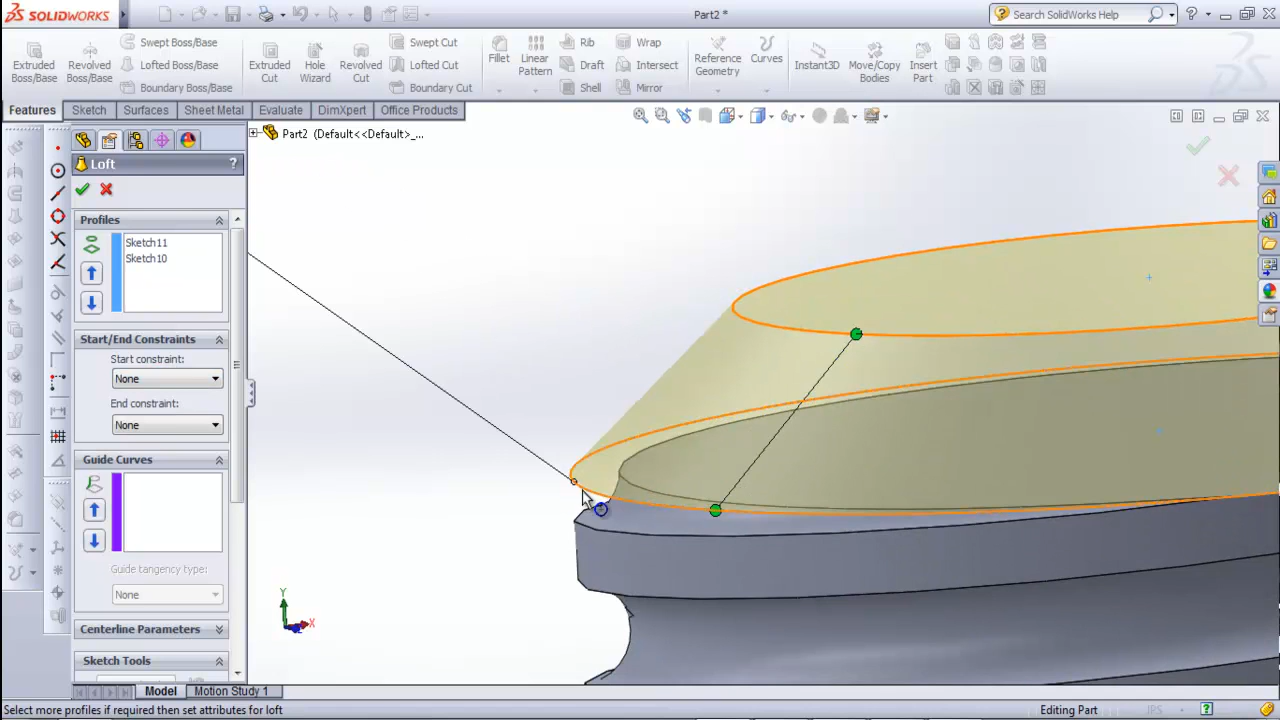 SOLIDWORKS
Part2 *
Search SolidWorks Help
Extruded Boss/Base
Revolved Boss/Base
Swept Boss/Base
Lofted Boss/Base
Boundary Boss/Base
Extruded Cut
Hole Wizard
Revolved Cut
Swept Cut
Lofted Cut
Boundary Cut
Fillet
Linear Pattern
Rib
Draft
Shell
Wrap
Intersect
Mirror
Reference Geometry
Curves
Instant3D
Move/Copy Bodies
Insert Part
Features
Sketch
Surfaces
Sheet Metal
Evaluate
DimXpert
Office Products
Part2 (Default<<Default>_...
Loft
?
Profiles
Sketch11
Sketch10
Start/End Constraints
Start constraint:
None
End constraint:
None
Guide Curves
Guide tangency type:
None
Centerline Parameters
Sketch Tools
Y
X
Model
Motion Study 1
Select more profiles if required then set attributes for loft
Editing Part
IPS